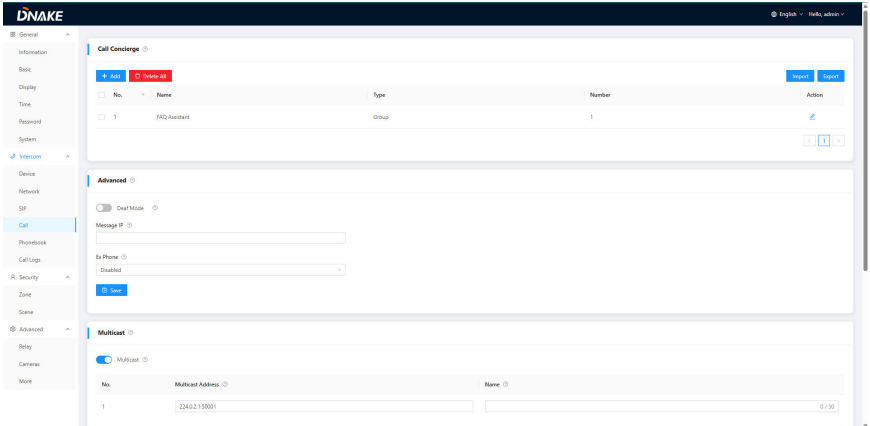 DNAKE
English Hello, admin
General
Information
Basic
Display
Time
Password
System
Intercom
Device
Network
SIP
Call
Phonebook
Call Logs
Security
Zone
Scene
Advanced
Relay
Cameras
More
Call Concierge
+ Add Delete All Import Export
No. Name Type Number Action
1 FAQ Assistant Group 1
< 1 >
Advanced
Deaf Mode
Message IP
Ex Phone
Disabled
Save
Multicast
Multicast
No. Multicast Address Name
1 224.0.2.1:50001 0 / 50